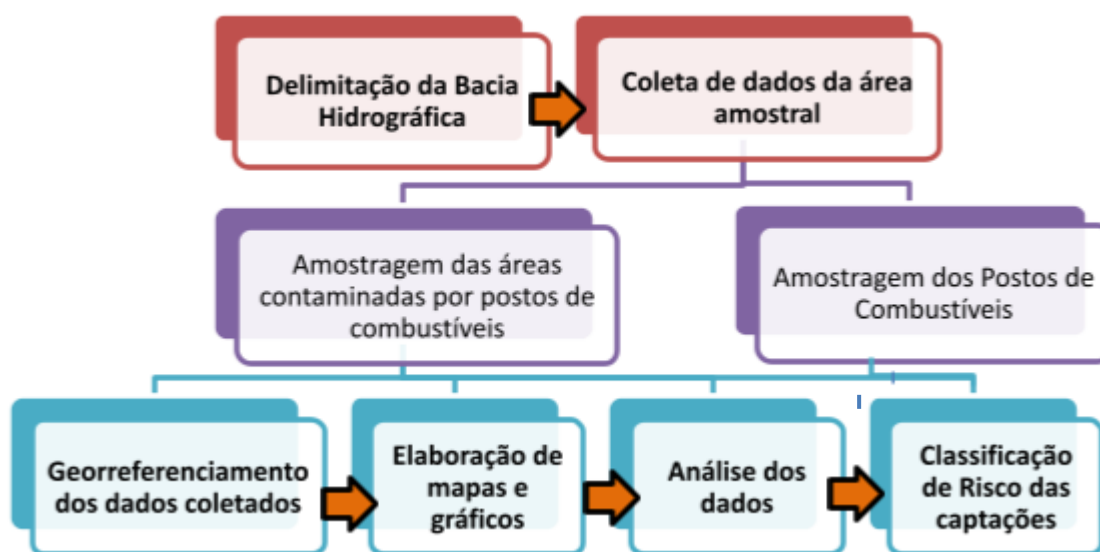 Delimitação da Bacia
Hidrográfica
Coleta de dados da área
amostral
Amostragem das áreas
contaminadas por postos de
combustíveis
Amostragem dos Postos de
Combustíveis
Georreferenciamento
dos dados coletados
Elaboração de
mapas e
gráficos
Análise dos
dados
Classificação
de Risco das
captações